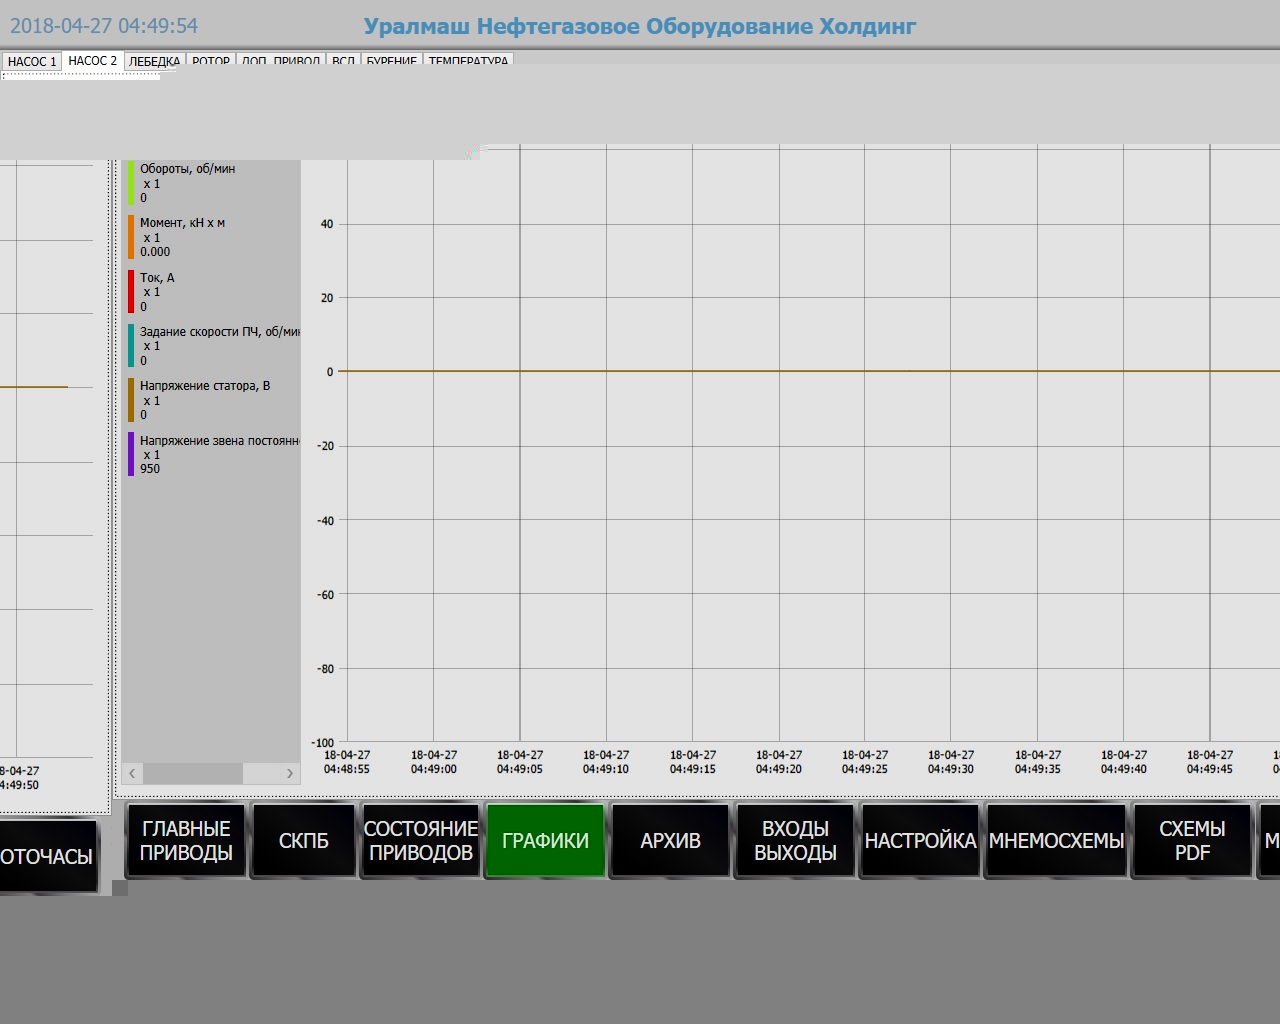 2018-04-27 04:49:54
Уралмаш Нефтегазовое Оборудование Холдинг
НАСОС 1
НАСОС 2
ЛЕБЕДКА
РОТОР
ДОП. ПРИВОД
ВСП
БУРЕНИЕ
ТЕМПЕРАТУРА
Обороты, об/мин
x 1
0
Момент, кН x м
x 1
0.000
Ток, А
x 1
0
Задание скорости ПЧ, об/мин
x 1
0
Напряжение статора, В
x 1
0
Напряжение звена постоянн
x 1
950
40
20
0
-20
-40
-60
-80
-100
18-04-27
04:48:55
18-04-27
04:49:00
18-04-27
04:49:05
18-04-27
04:49:10
18-04-27
04:49:15
18-04-27
04:49:20
18-04-27
04:49:25
18-04-27
04:49:30
18-04-27
04:49:35
18-04-27
04:49:40
18-04-27
04:49:45
8-04-27
4:49:50
ОТОЧАСЫ
ГЛАВНЫЕ
ПРИВОДЫ
СКПБ
СОСТОЯНИЕ
ПРИВОДОВ
ГРАФИКИ
АРХИВ
ВХОДЫ
ВЫХОДЫ
НАСТРОЙКА
МНЕМОСХЕМЫ
СХЕМЫ
PDF